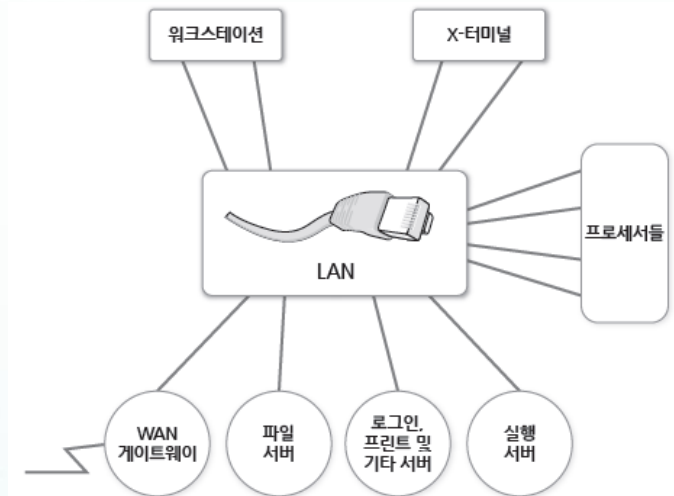 워크스테이션
X-터미널
프로세서들
LAN
WAN
게이트웨이
파일
서버
로그인,
프린트 및
기타 서버
실행
서버